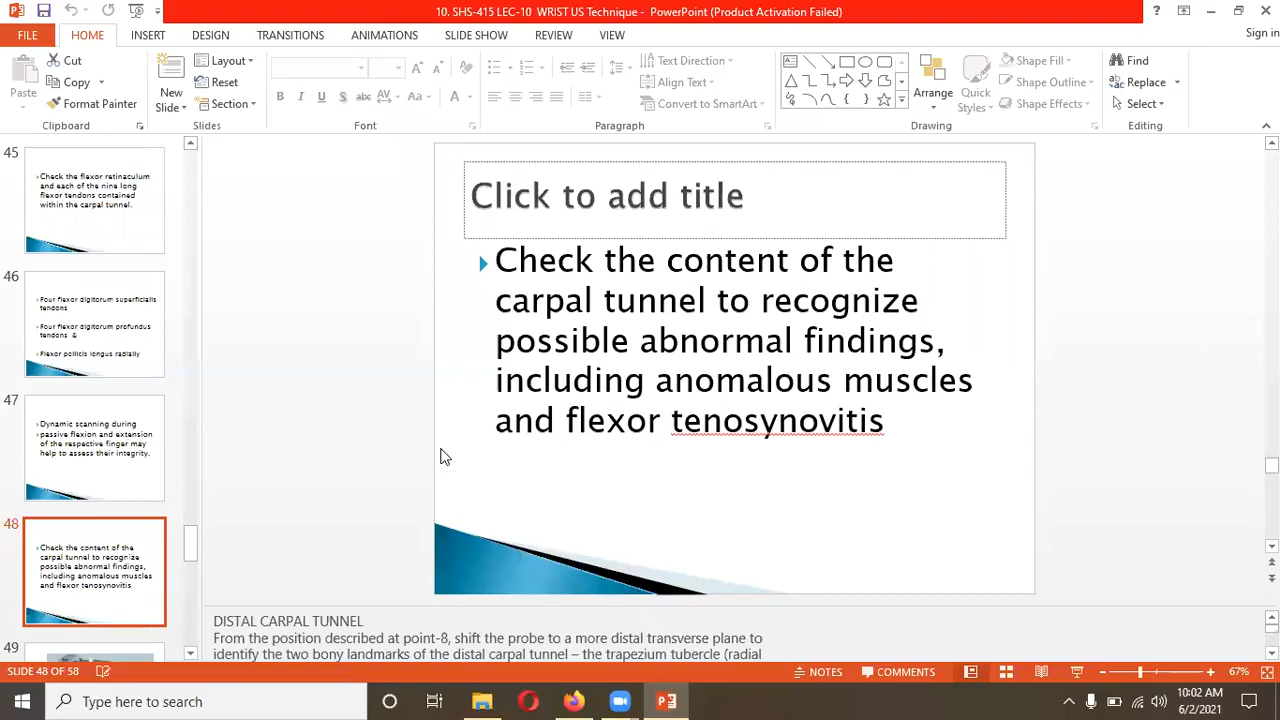 10. SHS-415 LEC-10  WRIST US Technique -  PowerPoint (Product Activation Failed)
FILE HOME INSERT DESIGN TRANSITIONS ANIMATIONS SLIDE SHOW REVIEW VIEW Sign in
Cut
Copy
Format Painter
Paste
Clipboard
New Slide
Layout
Reset
Section
Slides
B I U S abc AV Aa A
Font
Text Direction
Align Text
Convert to SmartArt
Paragraph
Arrange
Quick Styles
Shape Fill
Shape Outline
Shape Effects
Drawing
Find
Replace
Select
Editing
45
Check the flexor retinaculum
and each of the nine long
flexor tendons contained
within the carpal tunnel.
46
Four flexor digitorum superficialis
tendons
Four flexor digitorum profundus
tendons &
Flexor pollicis longus radially
47
Dynamic scanning during
passive flexion and extension
of the respective finger may
help to assess their integrity.
48
Check the content of the
carpal tunnel to recognize
possible abnormal findings,
including anomalous muscles
and flexor tenosynovitis
49
Click to add title
Check the content of the
carpal tunnel to recognize
possible abnormal findings,
including anomalous muscles
and flexor tenosynovitis
DISTAL CARPAL TUNNEL
From the position described at point-8, shift the probe to a more distal transverse plane to
identify the two bony landmarks of the distal carpal tunnel – the trapezium tubercle (radial
SLIDE 48 OF 58 NOTES COMMENTS 67%
Type here to search
10:02 AM
6/2/2021